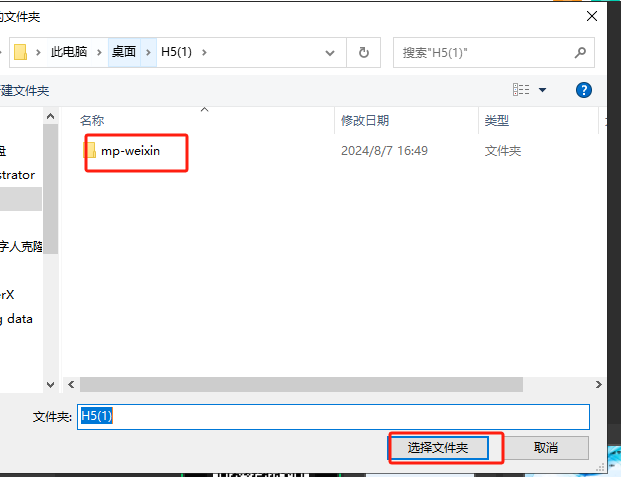 的文件夹
此电脑 > 桌面 > H5(1) >
搜索"H5(1)"
建文件夹
名称 修改日期 类型
mp-weixin 2024/8/7 16:49 文件夹
盘
strator
字人克隆
erX
g data
文件夹: H5(1)
选择文件夹 取消